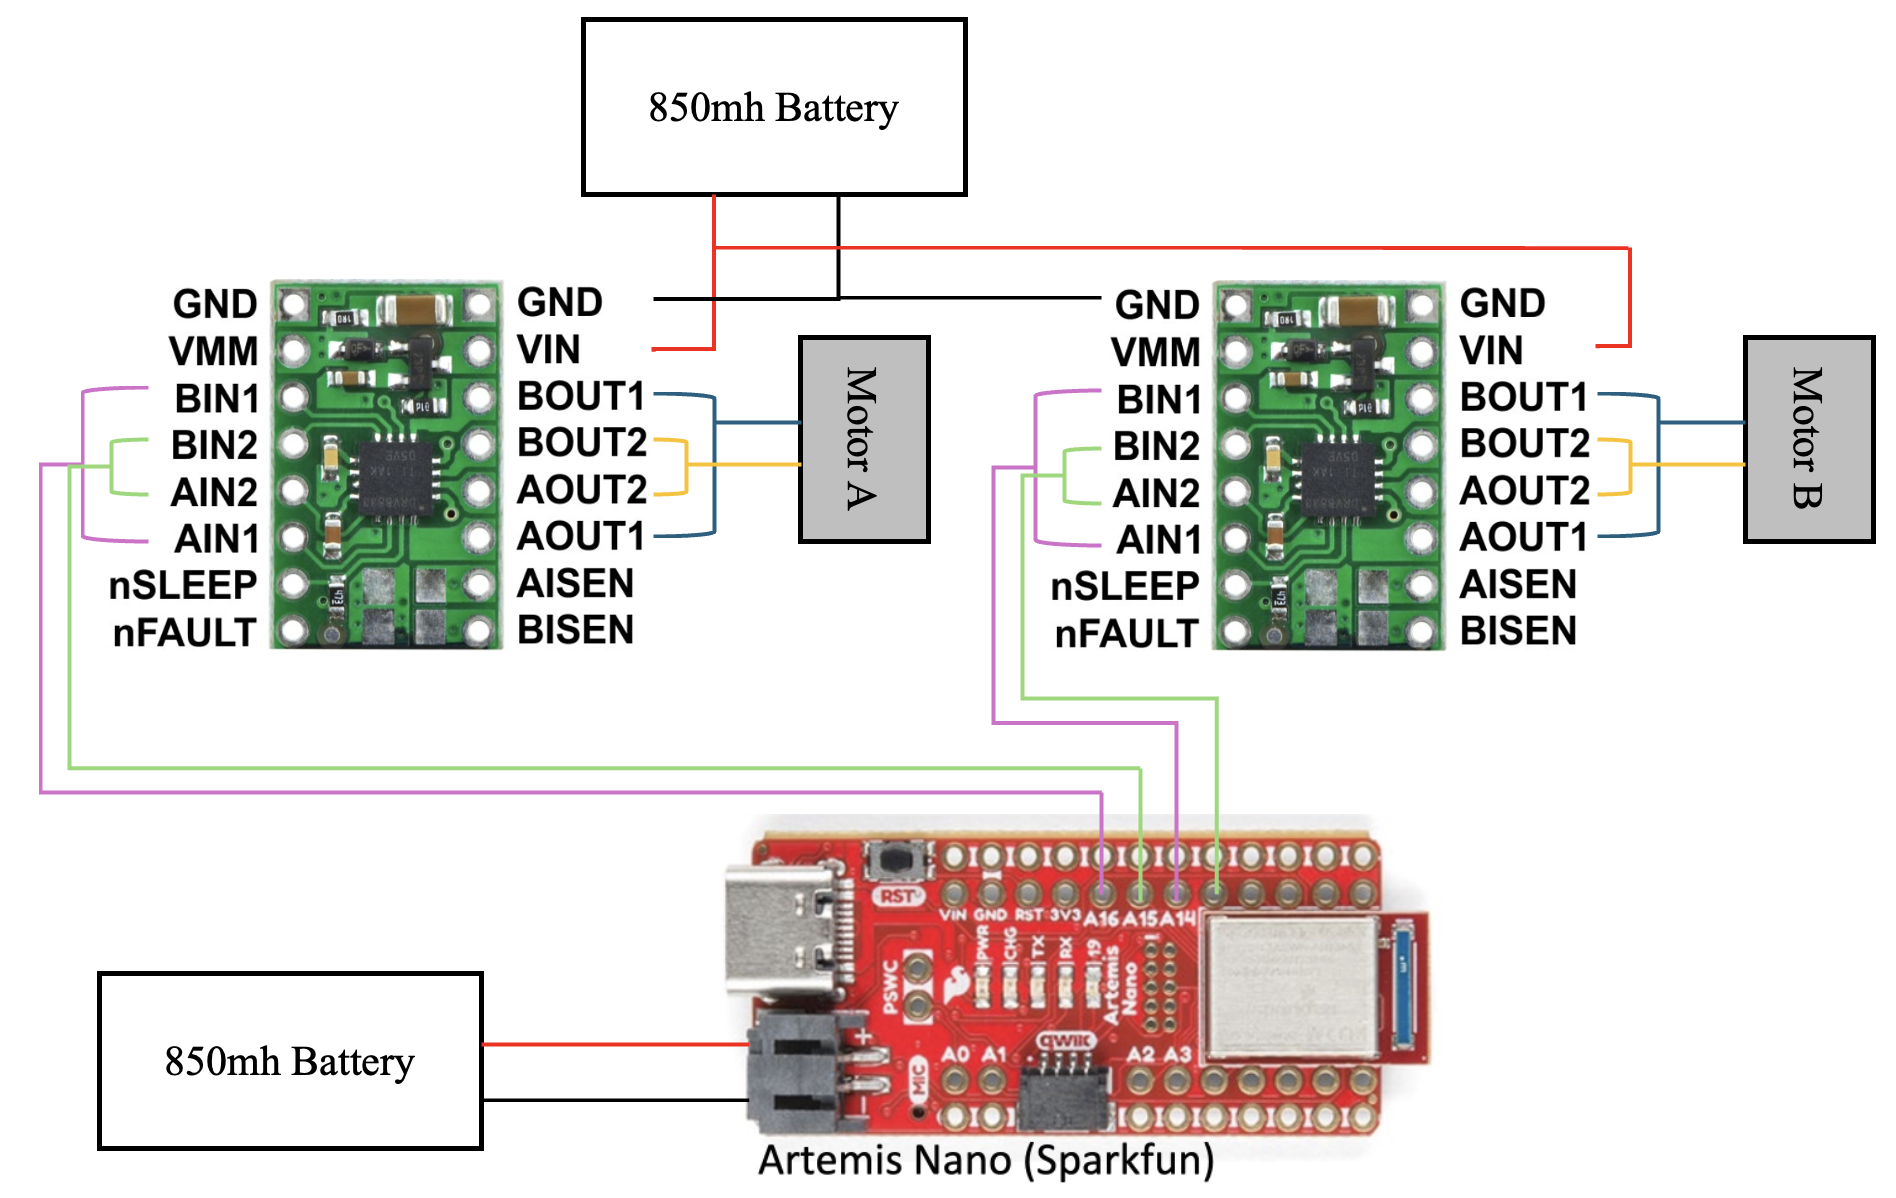 850mh Battery
GND
VMM
BIN1
BIN2
AIN2
AIN1
nSLEEP
nFAULT
GND
VIN
BOUT1
BOUT2
AOUT2
AOUT1
AISEN
BISEN
Motor A
GND
VMM
BIN1
BIN2
AIN2
AIN1
nSLEEP
nFAULT
GND
VIN
BOUT1
BOUT2
AOUT2
AOUT1
AISEN
BISEN
Motor B
850mh Battery
RST
VIN GND RST 3V3 A16 A15 A14
PWR
CHG
TX
RX
19
PSWC
Artemis
Nano
qwiic
+
−
MIC
A0 A1 A2 A3
Artemis Nano (Sparkfun)